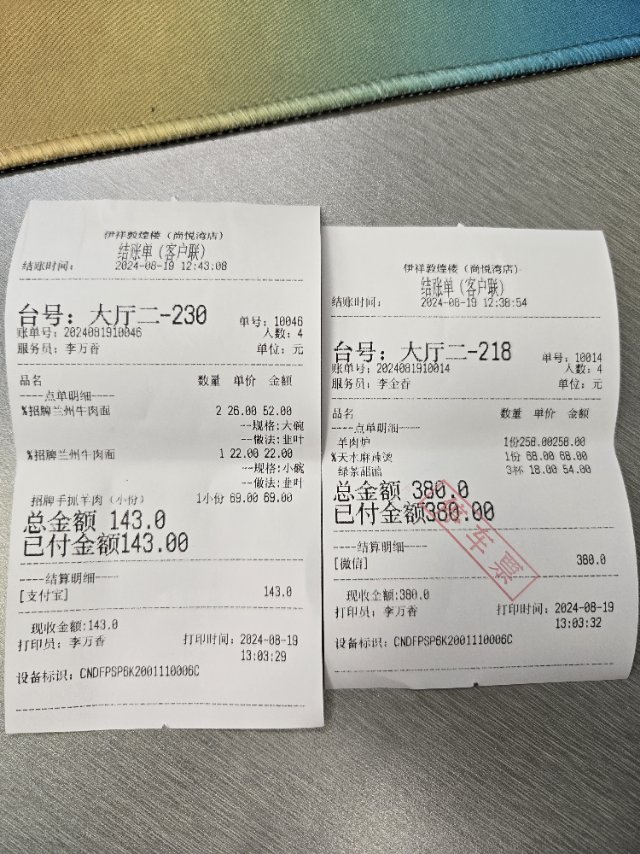 伊祥敦煌楼（尚悦湾店）
结账单（客户联）
结账时间： 2024-08-19 12:43:08
台号：大厅二-230 单号：10046
账单号：2024081910046 人数：4
服务员：李万香 单位：元
品名 数量 单价 金额
----点单明细----
%招牌兰州牛肉面 2 26.00 52.00
--规格：大碗
--做法：韭叶
%招牌兰州牛肉面 1 22.00 22.00
--规格：小碗
--做法：韭叶
招牌手抓羊肉（小份） 1小份 69.00 69.00
总金额 143.0
已付金额143.00
----结算明细----
[支付宝] 143.0
现收金额:143.0
打印员：李万香 打印时间：2024-08-19
13:03:29
设备标识：CNDFPSP6K2001110006C
伊祥敦煌楼（尚悦湾店）
结账单（客户联）
结账时间： 2024-08-19 12:38:54
台号：大厅二-218 单号：10014
账单号：2024081910014 人数：4
服务员：李全香 单位：元
品名 数量 单价 金额
----点单明细----
羊肉炉 1份258.00258.00
%天水麻辣烫 1份 68.00 68.00
绿茶甜醅 3杯 18.00 54.00
总金额 380.0
已付金额380.00
停车票
----结算明细----
[微信] 380.0
现收金额:380.0
打印员：李万香 打印时间：2024-08-19
13:03:32
设备标识：CNDFPSP6K2001110006C